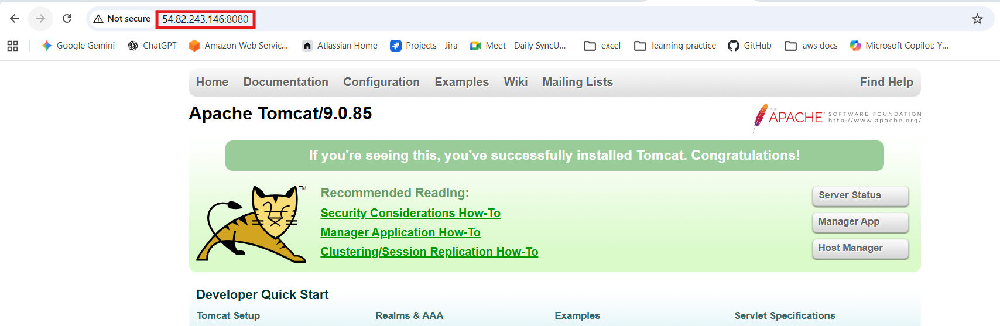 Not secure 54.82.243.146:8080
Google Gemini ChatGPT Amazon Web Servic... Atlassian Home Projects - Jira Meet - Daily SyncU... excel learning practice GitHub aws docs Microsoft Copilot: Y...
Home Documentation Configuration Examples Wiki Mailing Lists Find Help
Apache Tomcat/9.0.85
THE APACHE® SOFTWARE FOUNDATION
http://www.apache.org/
If you're seeing this, you've successfully installed Tomcat. Congratulations!
TM
Recommended Reading:
Security Considerations How-To
Manager Application How-To
Clustering/Session Replication How-To
Server Status
Manager App
Host Manager
Developer Quick Start
Tomcat Setup Realms & AAA Examples Servlet Specifications